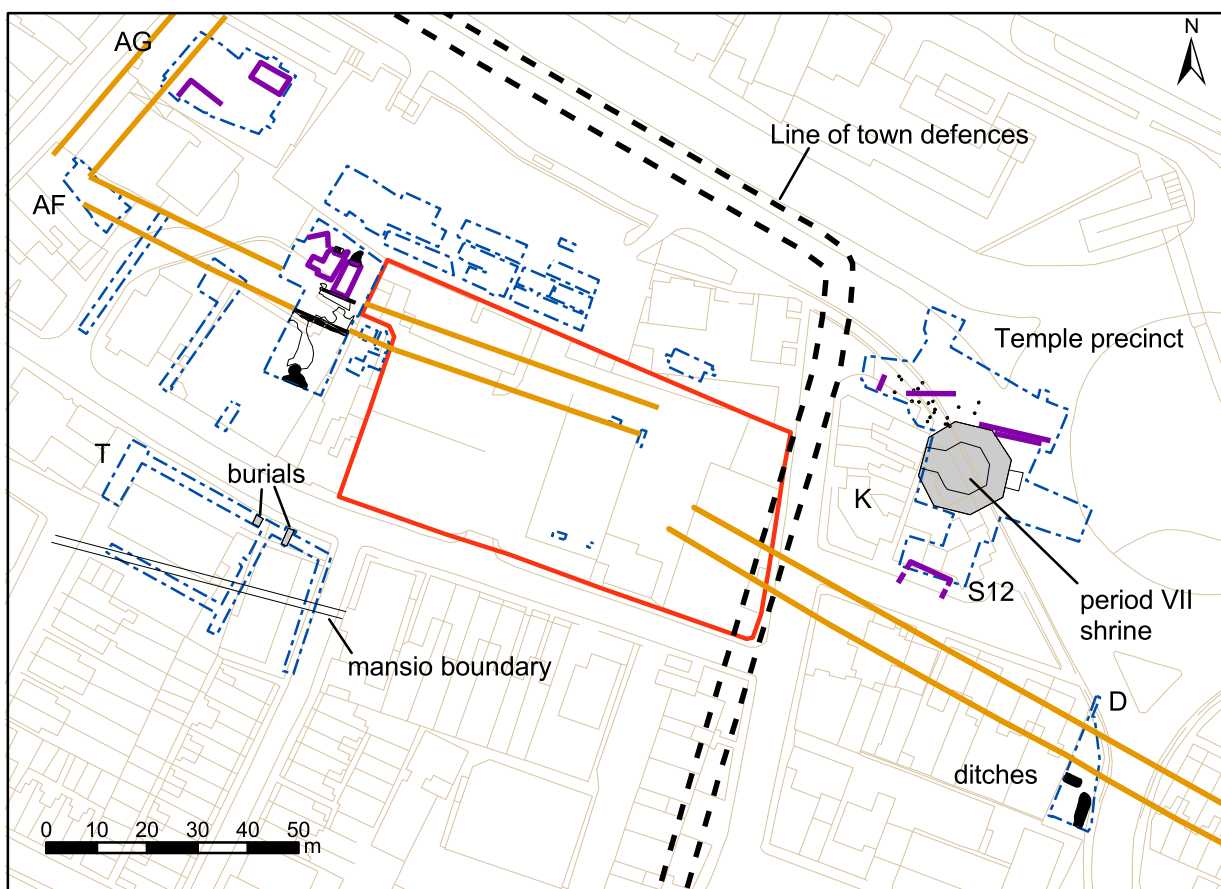 AG
N
Line of town defences
AF
Temple precinct
T
burials
K
S12
period VII
shrine
mansio boundary
D
ditches
0 10 20 30 40 50
m